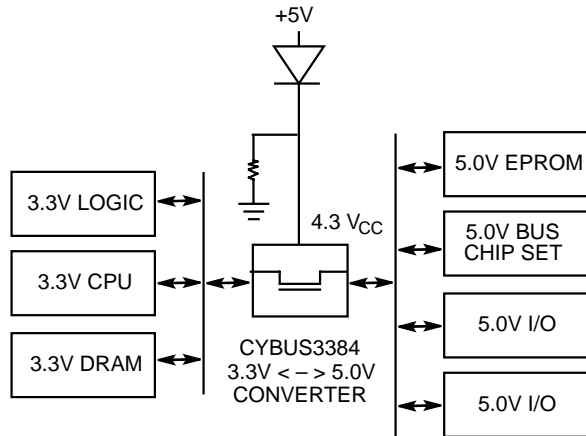 +5V
4.3 VCC
3.3V LOGIC
3.3V CPU
3.3V DRAM
CYBUS3384
3.3V < – > 5.0V
CONVERTER
5.0V EPROM
5.0V BUS
CHIP SET
5.0V I/O
5.0V I/O